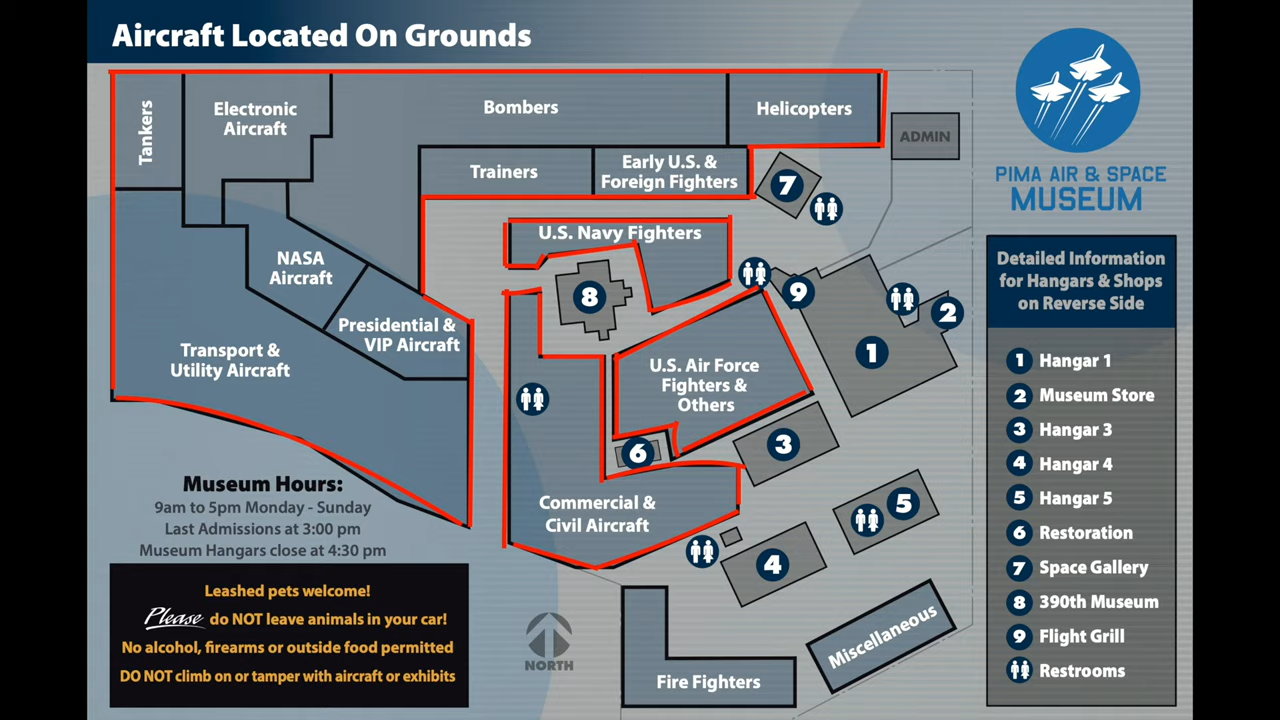 Aircraft Located On Grounds
Tankers
Electronic
Aircraft
Bombers
Helicopters
Trainers
Early U.S. &
Foreign Fighters
ADMIN
7
U.S. Navy Fighters
NASA
Aircraft
8
9
2
1
Presidential &
VIP Aircraft
Transport &
Utility Aircraft
U.S. Air Force
Fighters &
Others
3
6
Commercial &
Civil Aircraft
5
4
Miscellaneous
Fire Fighters
NORTH
Museum Hours:
9am to 5pm Monday - Sunday
Last Admissions at 3:00 pm
Museum Hangars close at 4:30 pm
Leashed pets welcome!
Please do NOT leave animals in your car!
No alcohol, firearms or outside food permitted
DO NOT climb on or tamper with aircraft or exhibits
PIMA AIR & SPACE
MUSEUM
Detailed Information
for Hangars & Shops
on Reverse Side
1 Hangar 1
2 Museum Store
3 Hangar 3
4 Hangar 4
5 Hangar 5
6 Restoration
7 Space Gallery
8 390th Museum
9 Flight Grill
Restrooms